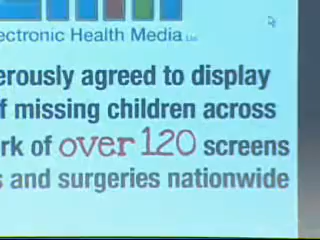 ectronic Health Media
erously agreed to display
f missing children across
rk of over 120 screens
s and surgeries nationwide